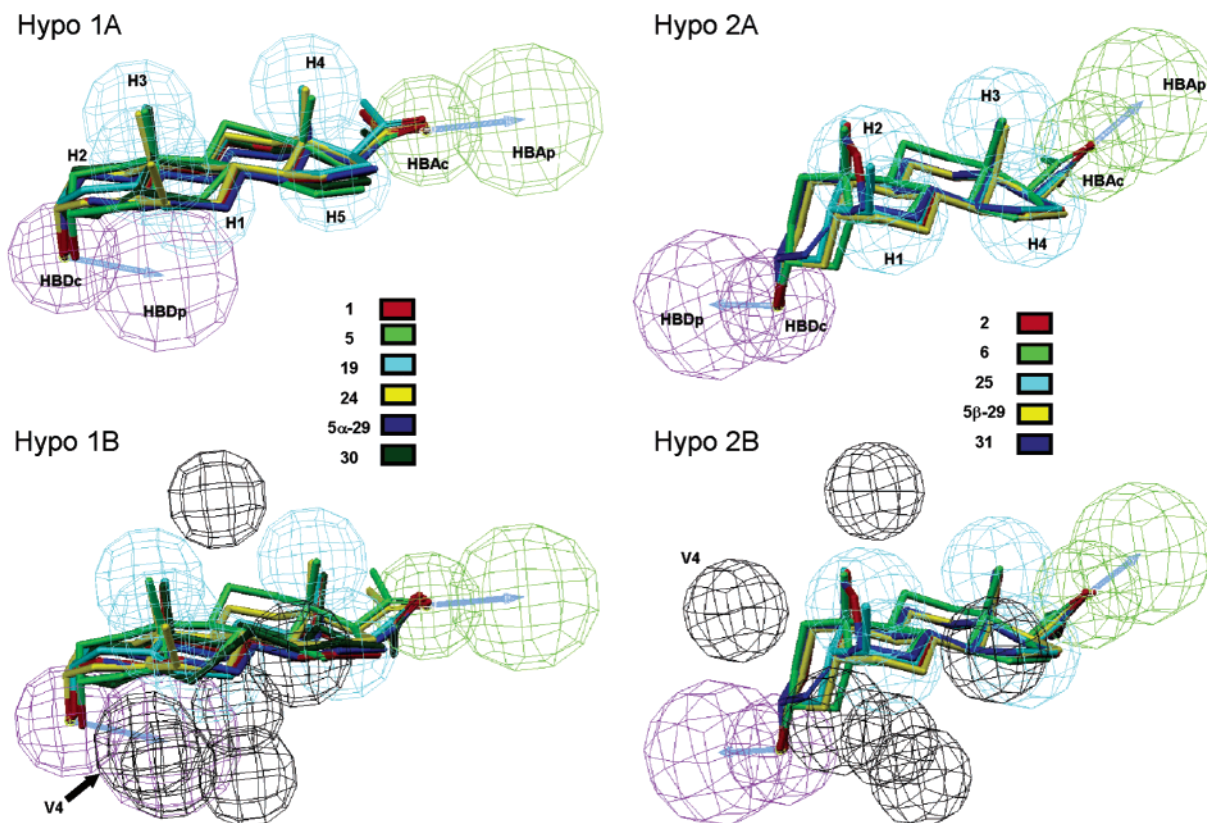 Hypo 1A
H3
H4
H2
HBAc
HBAp
H1
H5
HBDc
HBDp
1
5
19
24
5α-29
30
Hypo 2A
HBAp
H3
H2
HBAc
H1
H4
HBDp
HBDc
2
6
25
5β-29
31
Hypo 1B
V4
Hypo 2B
V4